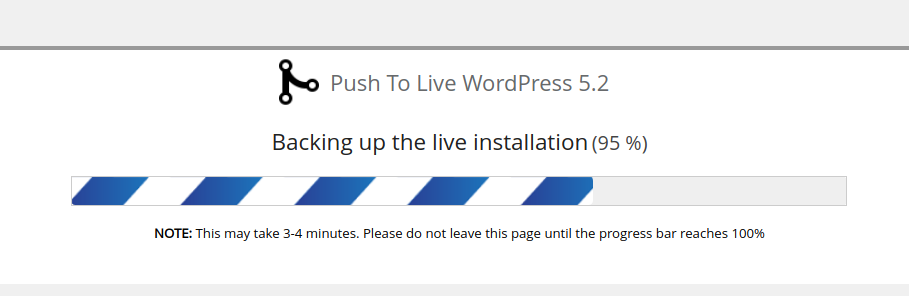 Push To Live WordPress 5.2
Backing up the live installation (95 %)
NOTE: This may take 3-4 minutes. Please do not leave this page until the progress bar reaches 100%